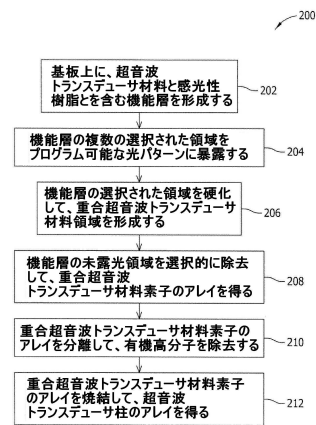 200
基板上に、超音波
トランスデューサ材料と感光性
樹脂とを含む機能層を形成する
202
機能層の複数の選択された領域を
プログラム可能な光パターンに暴露する
204
機能層の選択された領域を硬化
して、重合超音波トランスデューサ
材料領域を形成する
206
機能層の未露光領域を選択的に除去
して、重合超音波
トランスデューサ材料素子のアレイを得る
208
重合超音波トランスデューサ材料素子の
アレイを分離して、有機高分子を除去する
210
重合超音波トランスデューサ材料素子
のアレイを焼結して、超音波
トランスデューサ柱のアレイを得る
212